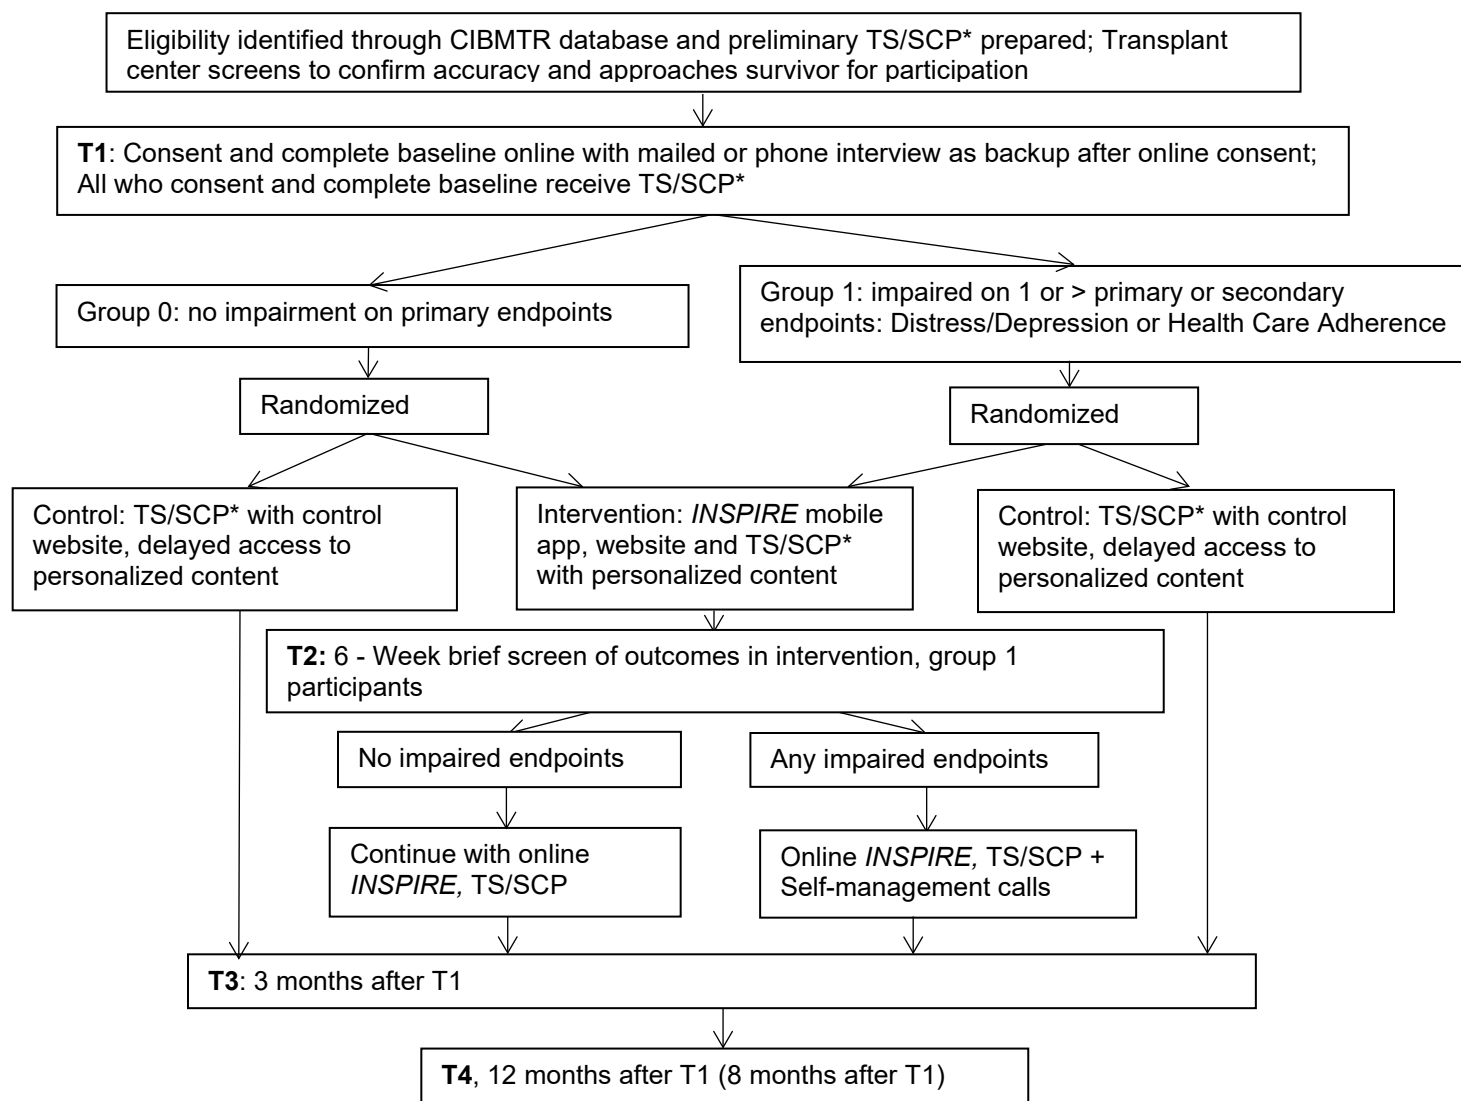 Eligibility identified through CIBMTR database and preliminary TS/SCP* prepared; Transplant
center screens to confirm accuracy and approaches survivor for participation
T1: Consent and complete baseline online with mailed or phone interview as backup after online consent;
All who consent and complete baseline receive TS/SCP*
Group 0: no impairment on primary endpoints
Group 1: impaired on 1 or > primary or secondary
endpoints: Distress/Depression or Health Care Adherence
Randomized
Randomized
Control: TS/SCP* with control
website, delayed access to
personalized content
Intervention: INSPIRE mobile
app, website and TS/SCP*
with personalized content
Control: TS/SCP* with control
website, delayed access to
personalized content
T2: 6 - Week brief screen of outcomes in intervention, group 1
participants
No impaired endpoints
Any impaired endpoints
Continue with online
INSPIRE, TS/SCP
Online INSPIRE, TS/SCP +
Self-management calls
T3: 3 months after T1
T4, 12 months after T1 (8 months after T1)